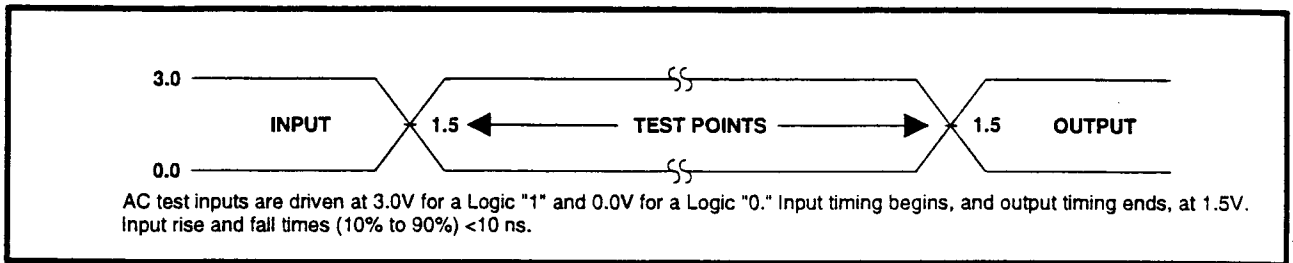 3.0
INPUT 1.5 TEST POINTS 1.5 OUTPUT
0.0
AC test inputs are driven at 3.0V for a Logic "1" and 0.0V for a Logic "0." Input timing begins, and output timing ends, at 1.5V.
Input rise and fall times (10% to 90%) <10 ns.